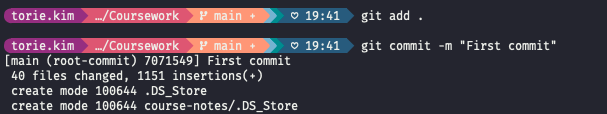 torie.kim …/Coursework main + ♡ 19:41 git add .
torie.kim …/Coursework main + ♡ 19:41 git commit -m "First commit"
[main (root-commit) 7071549] First commit
40 files changed, 1151 insertions(+)
create mode 100644 .DS_Store
create mode 100644 course-notes/.DS_Store